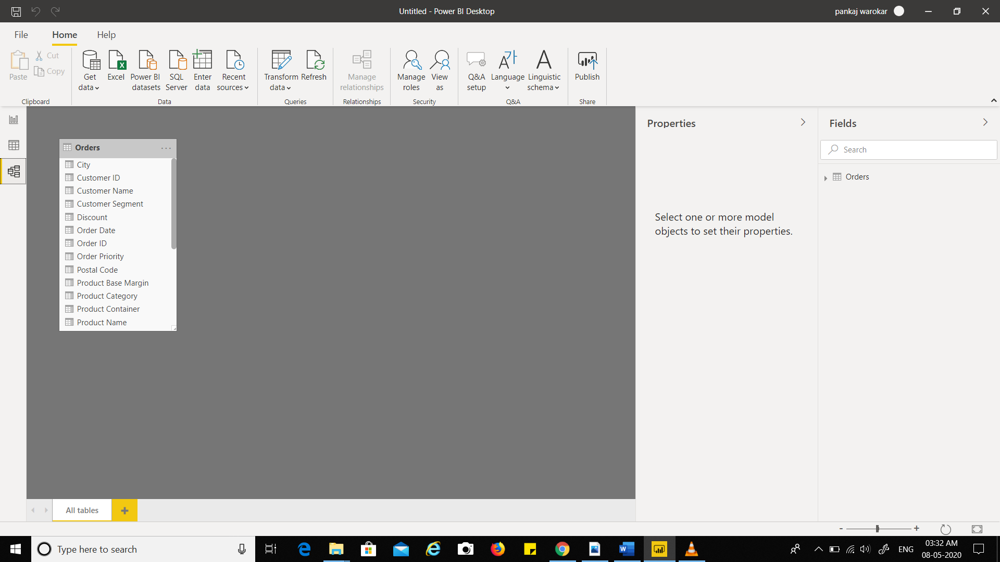 Untitled - Power BI Desktop
pankaj warokar
File
Home
Help
Paste
Cut
Copy
Clipboard
Get data
Excel
Power BI datasets
SQL Server
Enter data
Recent sources
Data
Transform data
Refresh
Queries
Manage relationships
Relationships
Manage roles
View as
Security
Q&A setup
Language
Linguistic schema
Q&A
Publish
Share
Orders
City
Customer ID
Customer Name
Customer Segment
Discount
Order Date
Order ID
Order Priority
Postal Code
Product Base Margin
Product Category
Product Container
Product Name
Properties
Select one or more model
objects to set their properties.
Fields
Search
Orders
All tables
Type here to search
ENG
03:32 AM
08-05-2020